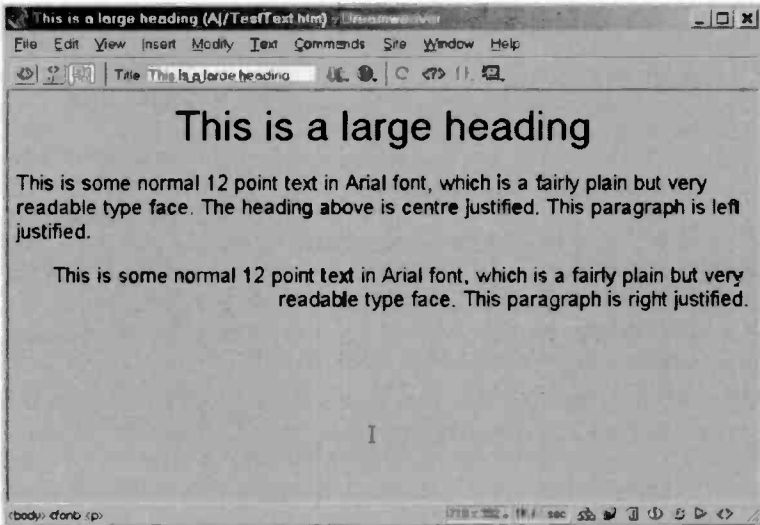 This is a large heading (A|/TestText.htm) - Dreamweaver
File Edit View Insert Modify Text Commands Site Window Help
Title This is a large heading
This is a large heading
This is some normal 12 point text in Arial font, which is a fairly plain but very
readable type face. The heading above is centre justified. This paragraph is left
justified.
This is some normal 12 point text in Arial font, which is a fairly plain but very
readable type face. This paragraph is right justified.
<body> <font> <p>
sec